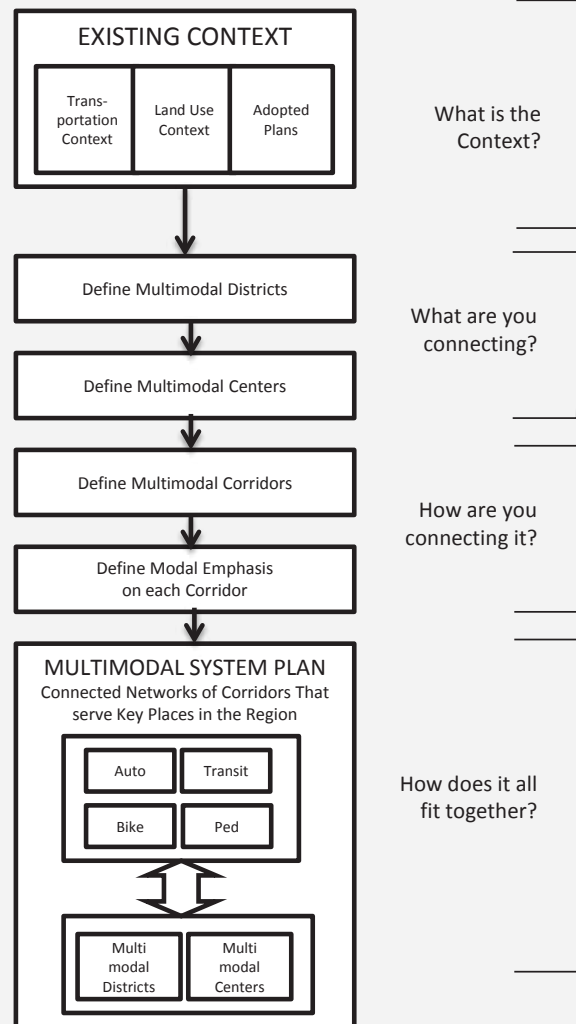 EXISTING CONTEXT
Trans-
portation
Context
Land Use
Context
Adopted
Plans
What is the
Context?
Define Multimodal Districts
What are you
connecting?
Define Multimodal Centers
Define Multimodal Corridors
How are you
connecting it?
Define Modal Emphasis
on each Corridor
MULTIMODAL SYSTEM PLAN
Connected Networks of Corridors That
serve Key Places in the Region
Auto
Transit
Bike
Ped
How does it all
fit together?
Multi
modal
Districts
Multi
modal
Centers